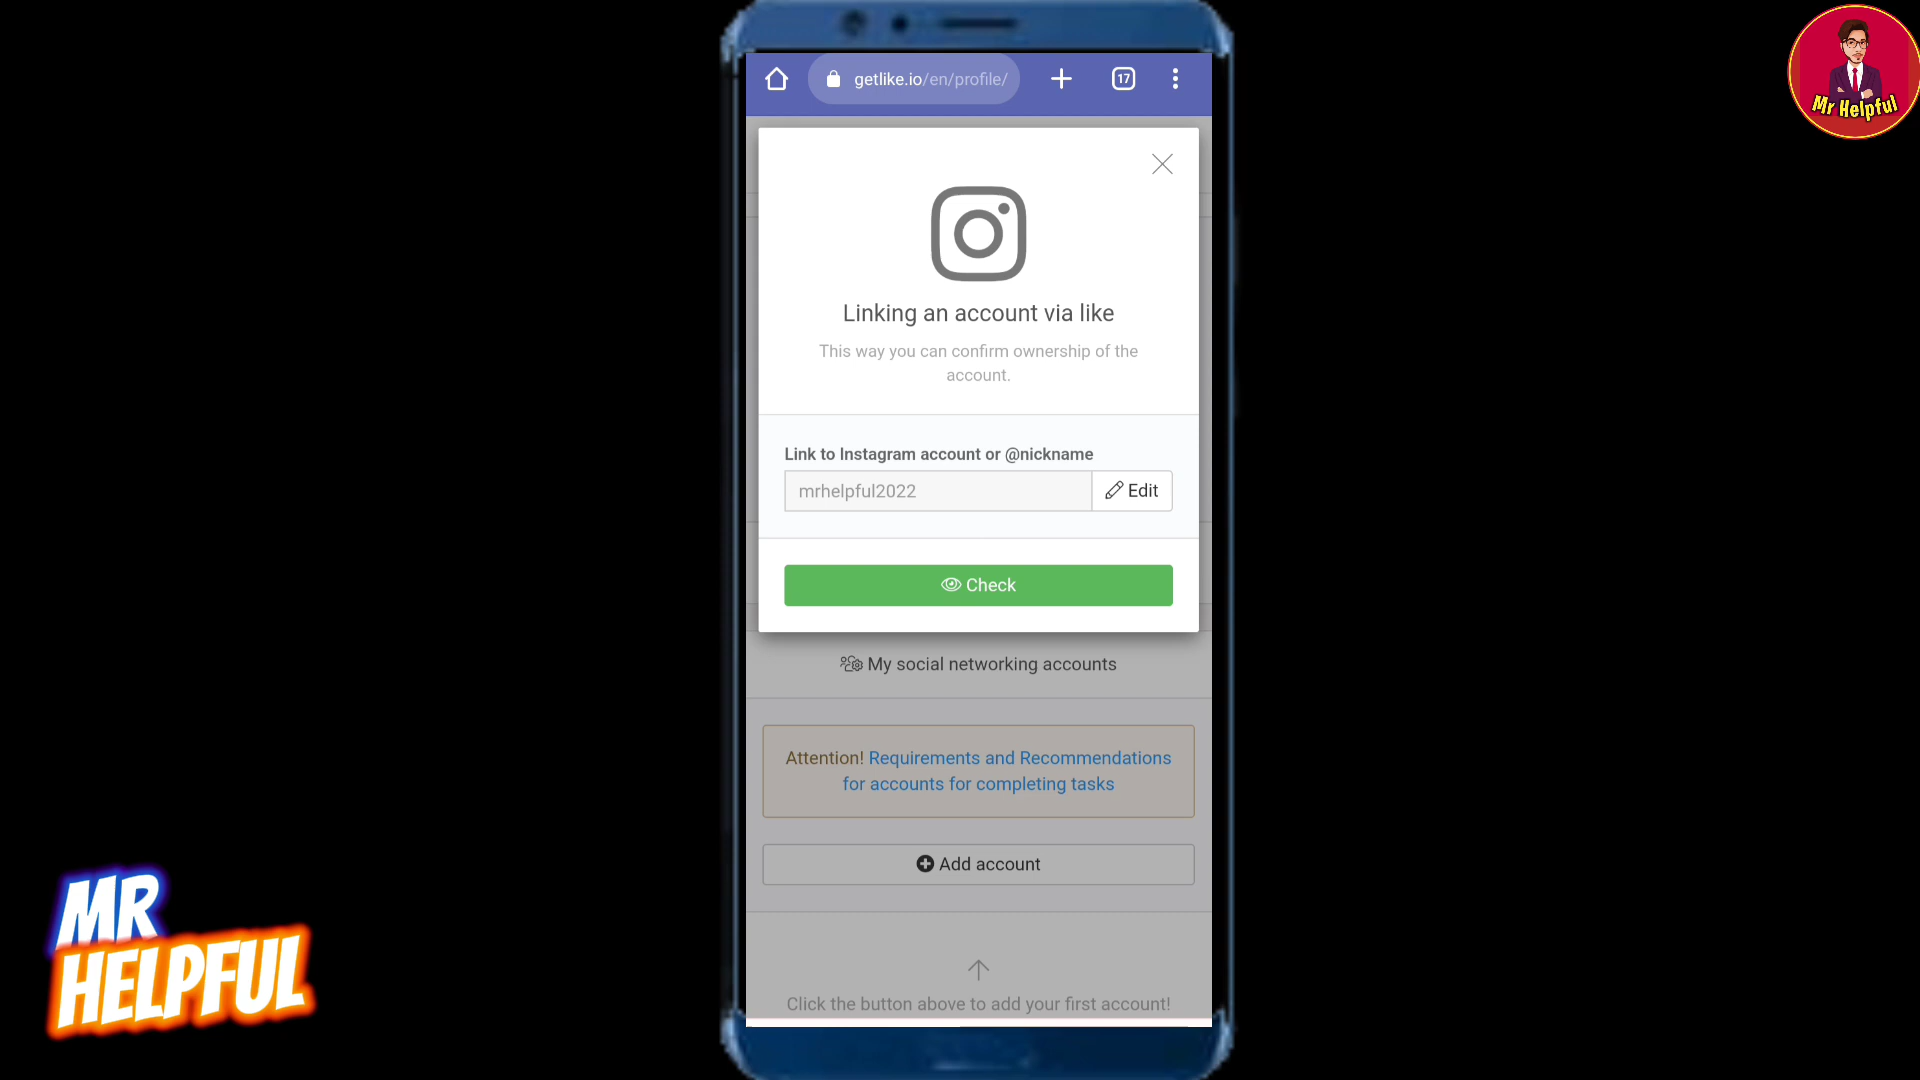 getlike.io/en/profile/
17
Mr Helpful
Linking an account via like
This way you can confirm ownership of the
account.
Link to Instagram account or @nickname
mrhelpful2022
Edit
Check
My social networking accounts
Attention! Requirements and Recommendations
for accounts for completing tasks
Add account
MR
HELPFUL
Click the button above to add your first account!